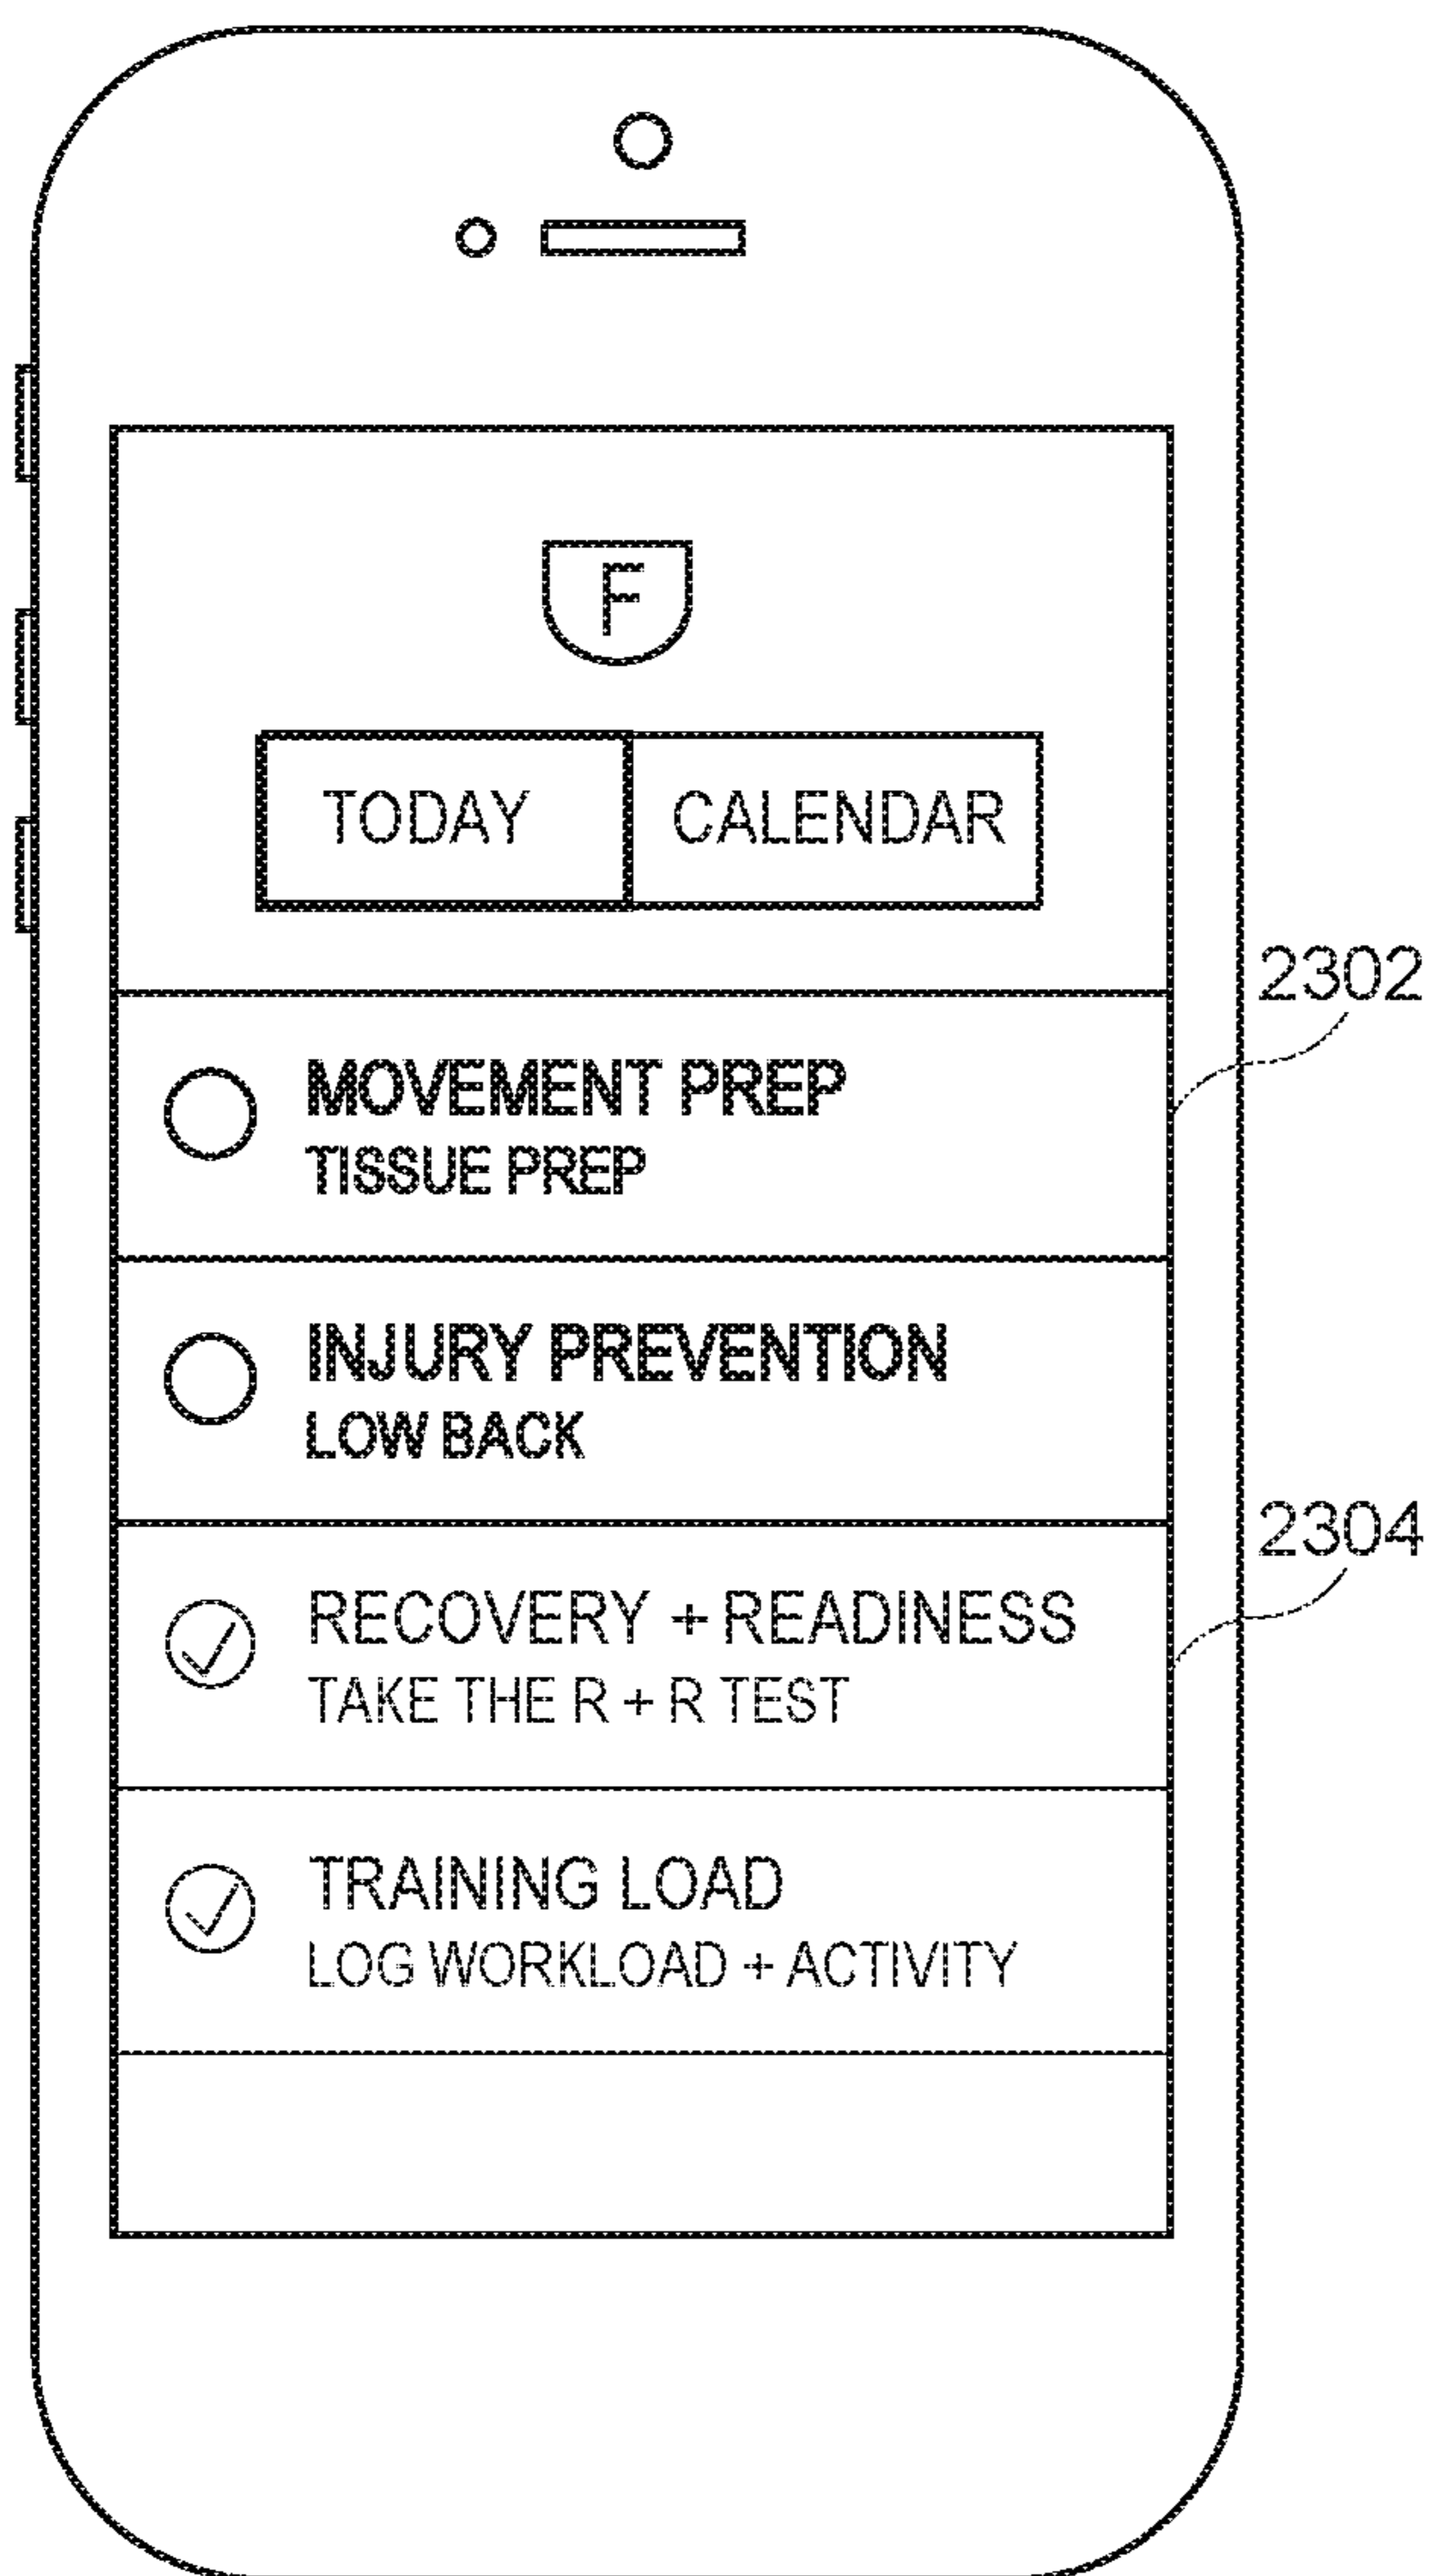 F
TODAY CALENDAR
2302
MOVEMENT PREP
TISSUE PREP
INJURY PREVENTION
LOW BACK
2304
RECOVERY + READINESS
TAKE THE R + R TEST
TRAINING LOAD
LOG WORKLOAD + ACTIVITY